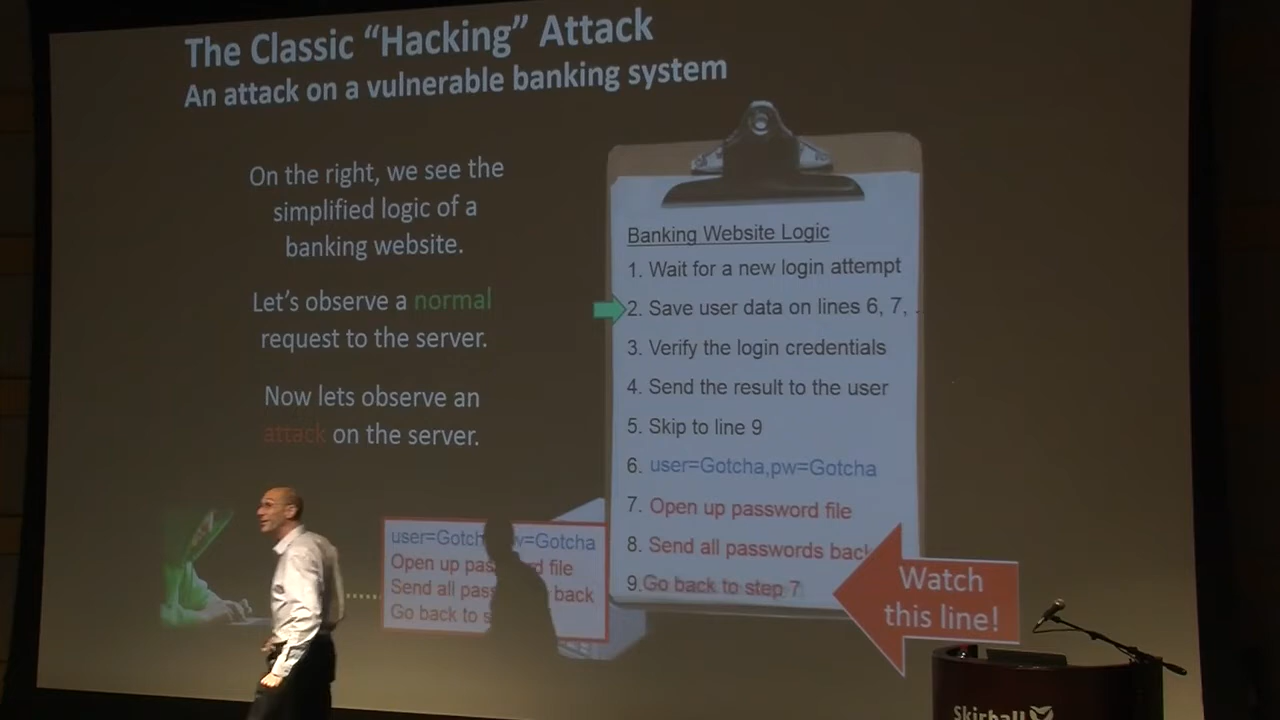 The Classic “Hacking” Attack
An attack on a vulnerable banking system
On the right, we see the
simplified logic of a
banking website.
Let's observe a normal
request to the server.
Now lets observe an
attack on the server.
Banking Website Logic
1. Wait for a new login attempt
2. Save user data on lines 6, 7, .
3. Verify the login credentials
4. Send the result to the user
5. Skip to line 9
6. user=Gotcha,pw=Gotcha
7. Open up password file
8. Send all passwords back
9.Go back to step 7
user=Gotch w=Gotcha
Open up pas d file
Send all pass back
Go back to s
Watch
this line!
Skirball